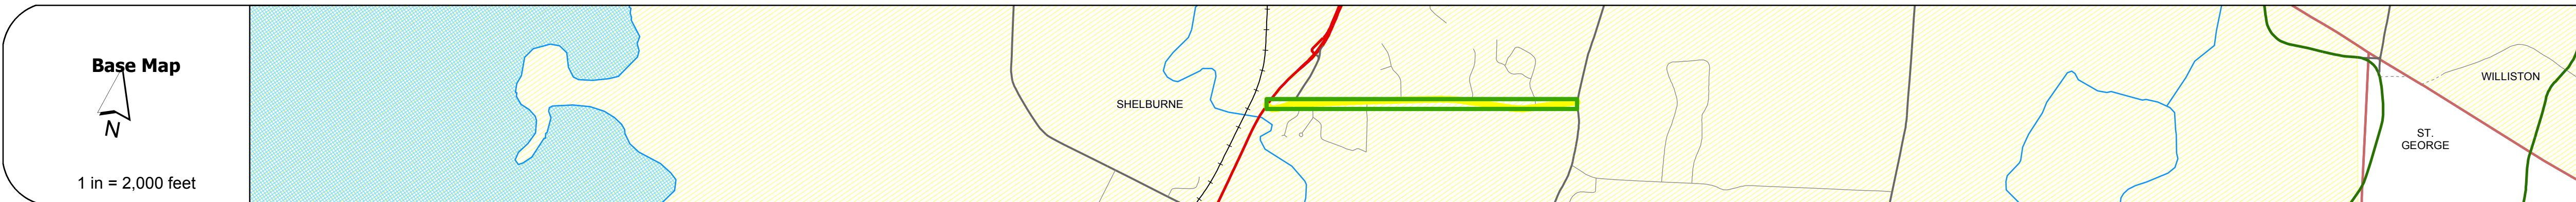 Base Map
N
1 in = 2,000 feet
SHELBURNE
WILLISTON
ST.
GEORGE